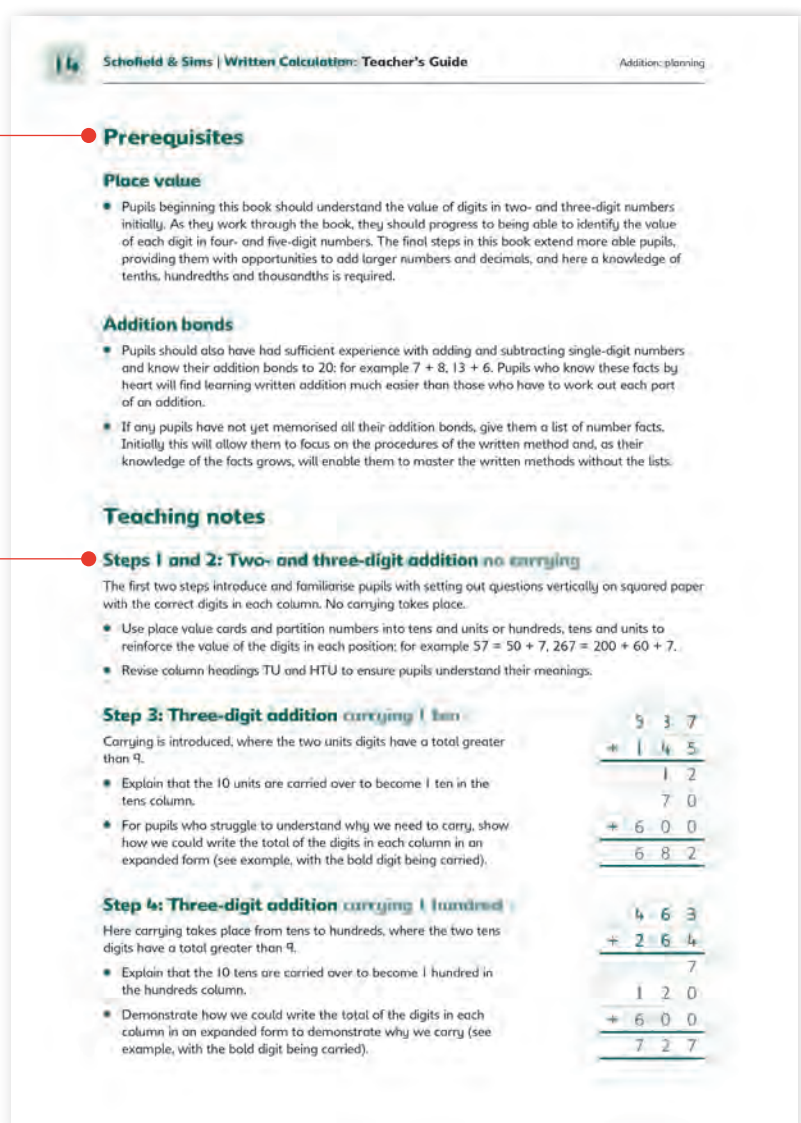 14 Schofield & Sims | Written Calculation: Teacher's Guide Addition: planning
Prerequisites
Place value
• Pupils beginning this book should understand the value of digits in two- and three-digit numbers
initially. As they work through the book, they should progress to being able to identify the value
of each digit in four- and five-digit numbers. The final steps in this book extend more able pupils,
providing them with opportunities to add larger numbers and decimals, and here a knowledge of
tenths, hundredths and thousandths is required.
Addition bonds
• Pupils should also have had sufficient experience with adding and subtracting single-digit numbers
and know their addition bonds to 20: for example 7 + 8, 13 + 6. Pupils who know these facts by
heart will find learning written addition much easier than those who have to work out each part
of an addition.
• If any pupils have not yet memorised all their addition bonds, give them a list of number facts.
Initially this will allow them to focus on the procedures of the written method and, as their
knowledge of the facts grows, will enable them to master the written methods without the lists.
Teaching notes
Steps 1 and 2: Two- and three-digit addition no carrying
The first two steps introduce and familiarise pupils with setting out questions vertically on squared paper
with the correct digits in each column. No carrying takes place.
• Use place value cards and partition numbers into tens and units or hundreds, tens and units to
reinforce the value of the digits in each position: for example 57 = 50 + 7, 267 = 200 + 60 + 7.
• Revise column headings TU and HTU to ensure pupils understand their meanings.
Step 3: Three-digit addition carrying 1 ten
Carrying is introduced, where the two units digits have a total greater
than 9.
• Explain that the 10 units are carried over to become 1 ten in the
tens column.
• For pupils who struggle to understand why we need to carry, show
how we could write the total of the digits in each column in an
expanded form (see example, with the bold digit being carried).
3 7
+ 1 4 5
1 2
7 0
+ 6 0 0
6 8 2
Step 4: Three-digit addition carrying 1 hundred
Here carrying takes place from tens to hundreds, where the two tens
digits have a total greater than 9.
• Explain that the 10 tens are carried over to become 1 hundred in
the hundreds column.
• Demonstrate how we could write the total of the digits in each
column in an expanded form to demonstrate why we carry (see
example, with the bold digit being carried).
4 6 3
+ 2 6 4
7
1 2 0
+ 6 0 0
7 2 7